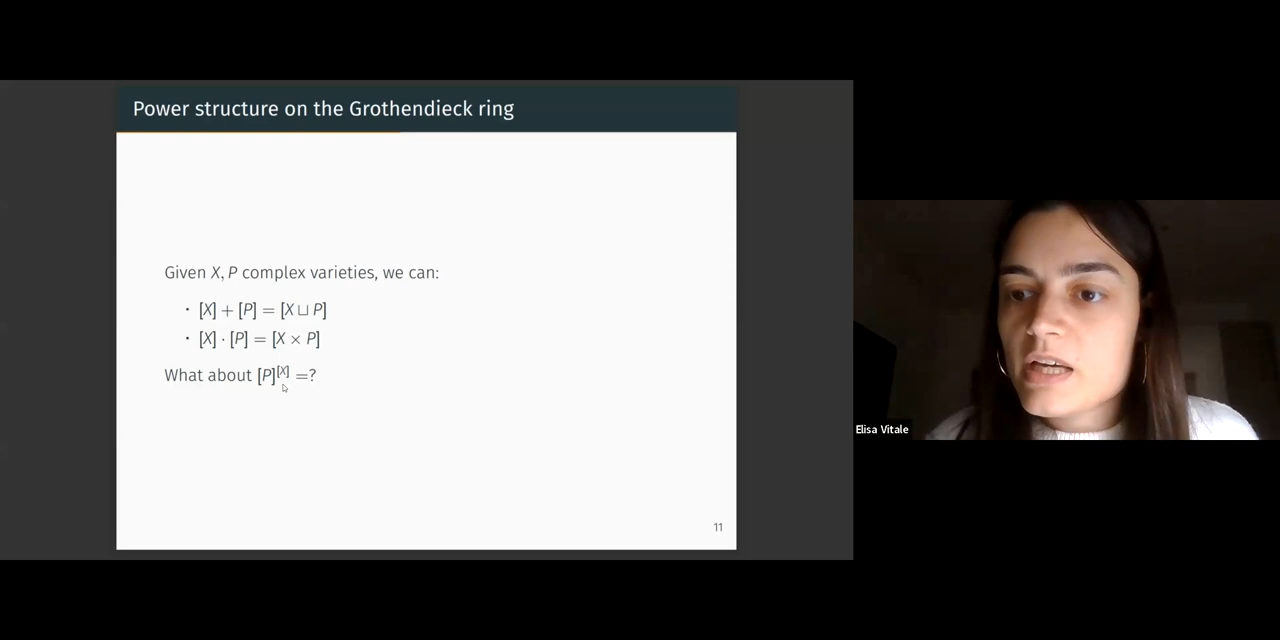 Power structure on the Grothendieck ring
Given X, P complex varieties, we can:
· [X] + [P] = [X ⊔ P]
· [X] · [P] = [X × P]
What about [P]^[X] =?
11
Elisa Vitale